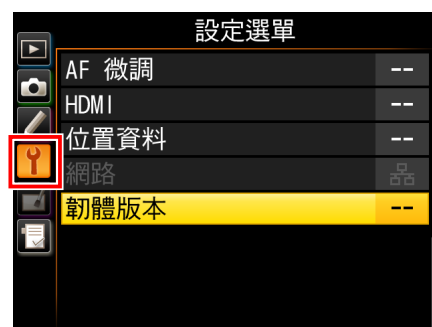 設定選單
AF 微調 --
HDMI --
位置資料 --
網路
韌體版本 --